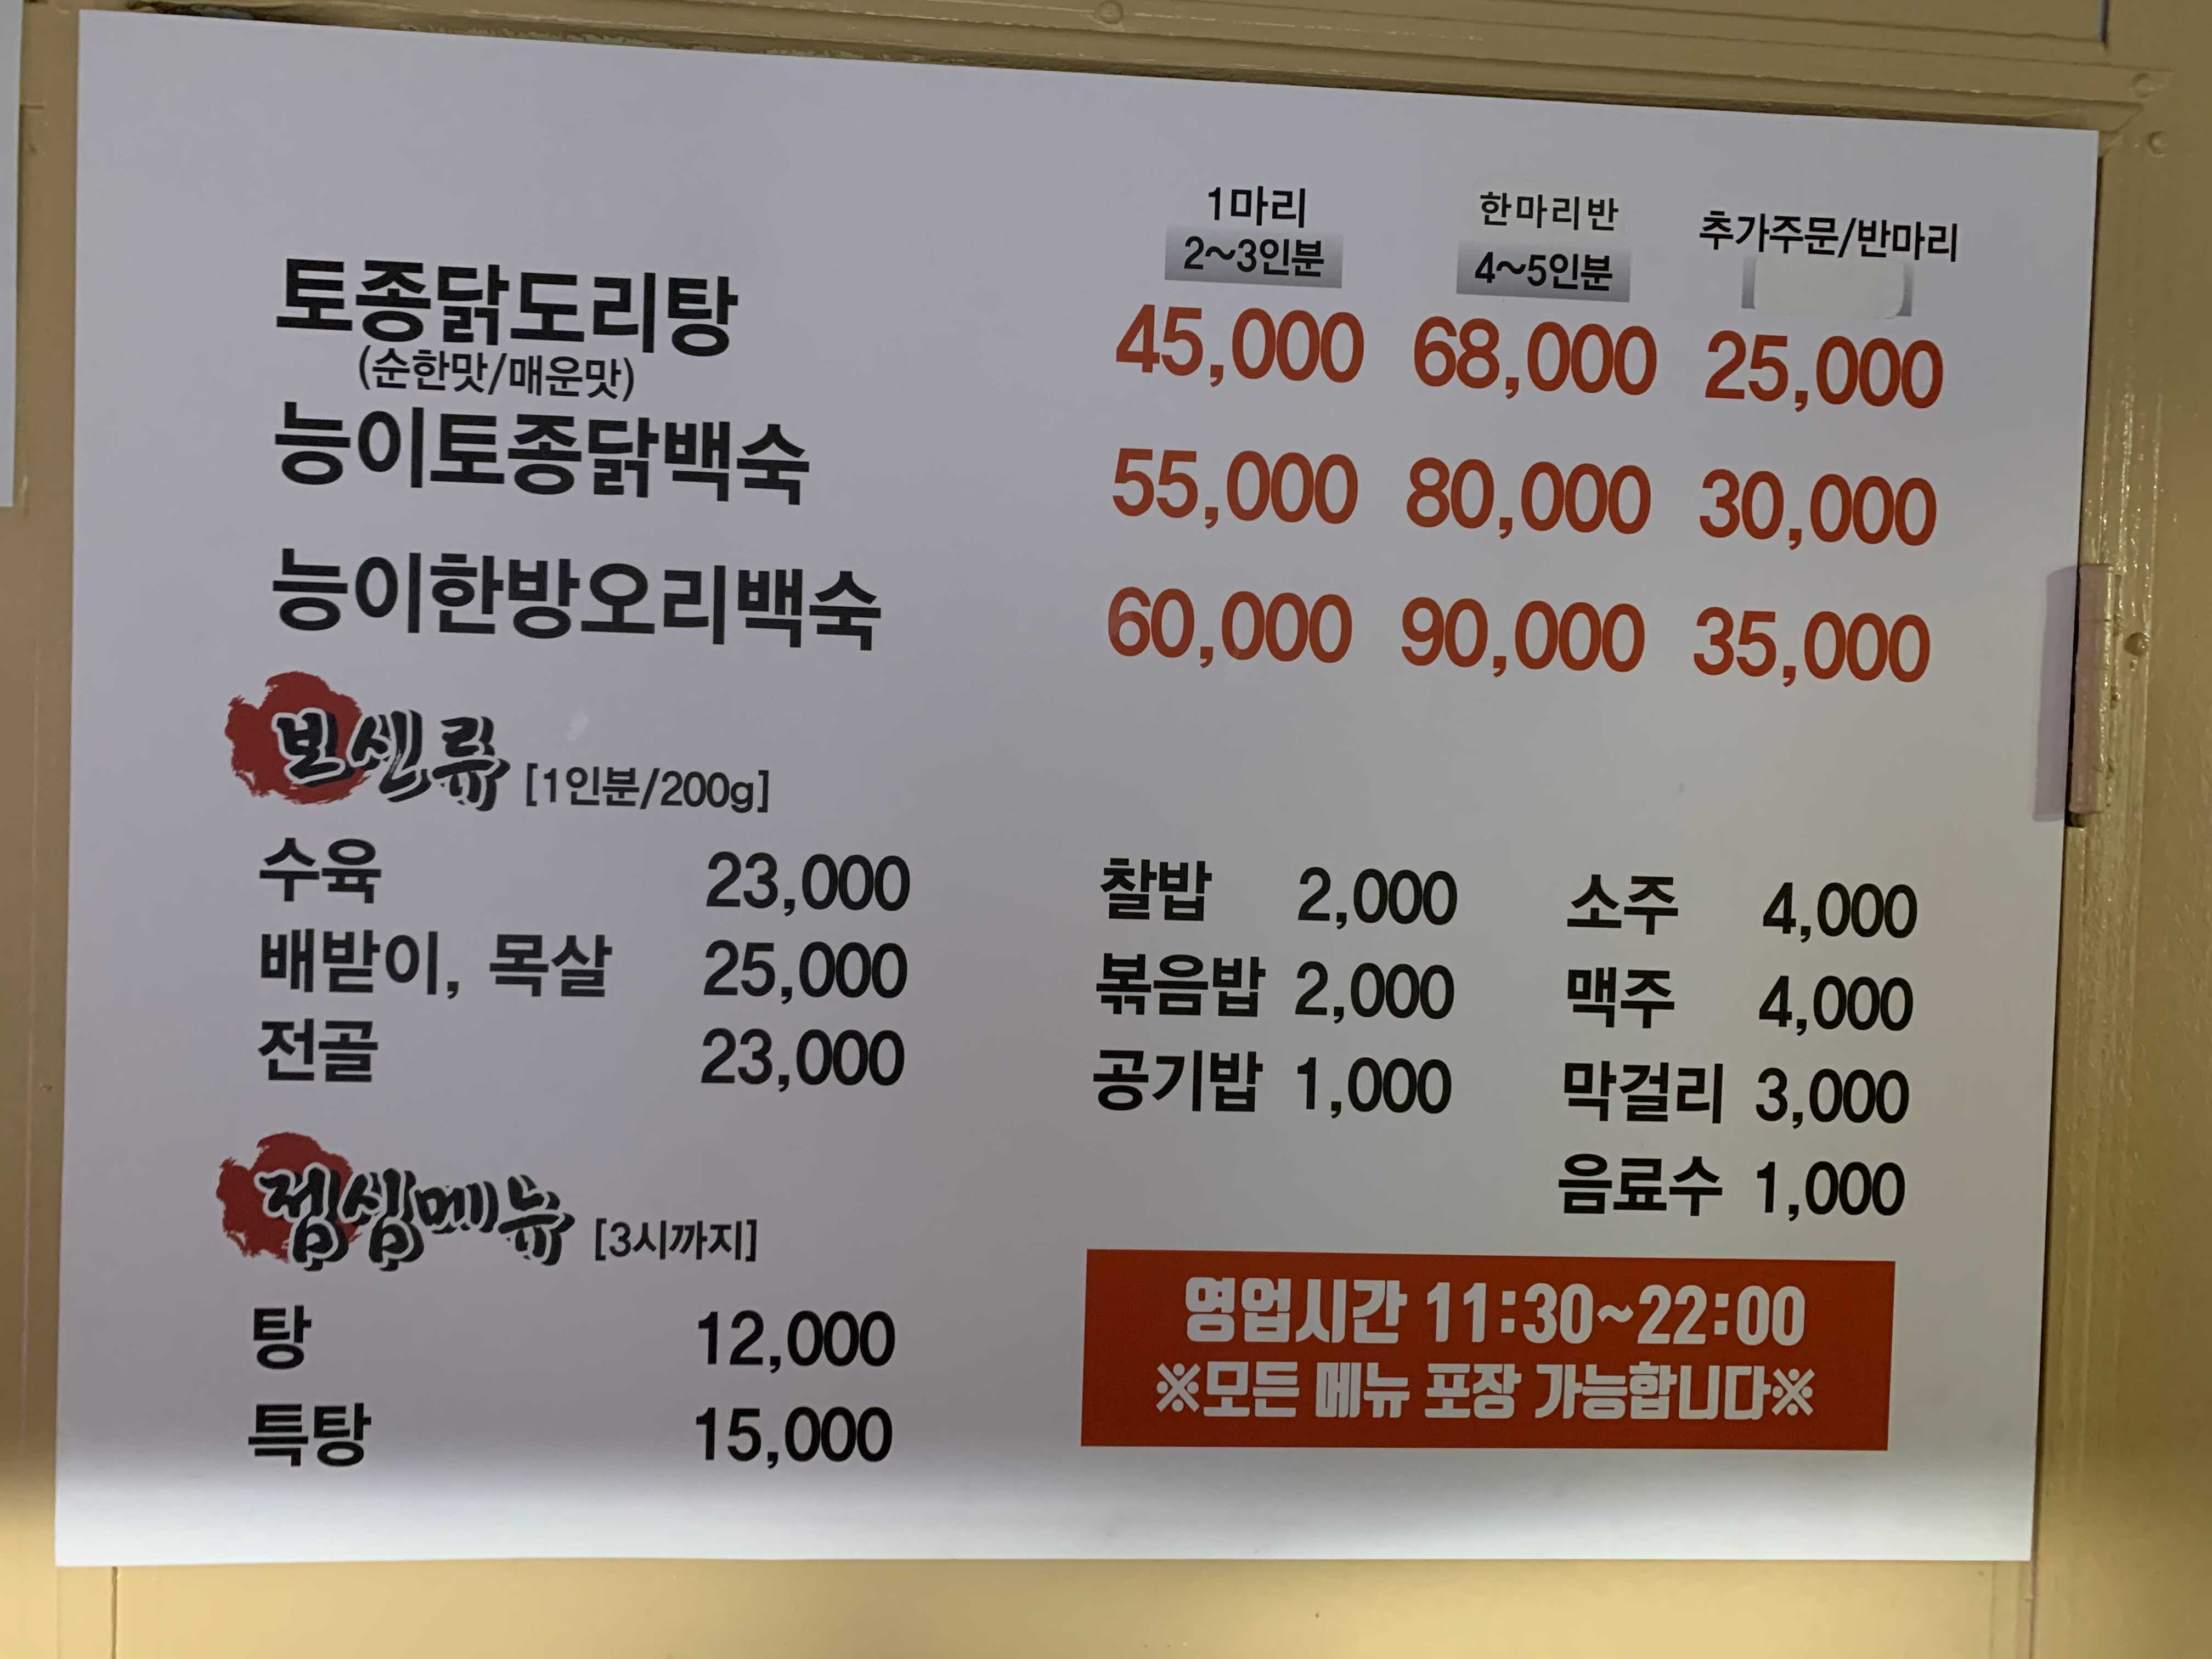 1마리 한마리반 추가주문/반마리
2~3인분 4~5인분
토종닭도리탕 45,000 68,000 25,000
(순한맛/매운맛)
능이토종닭백숙 55,000 80,000 30,000
능이한방오리백숙 60,000 90,000 35,000
보신류 [1인분/200g]
수육 23,000
배받이, 목살 25,000
전골 23,000
찰밥 2,000
볶음밥 2,000
공기밥 1,000
소주 4,000
맥주 4,000
막걸리 3,000
음료수 1,000
점심메뉴 [3시까지]
탕 12,000
특탕 15,000
영업시간 11:30~22:00
※모든 메뉴 포장 가능합니다※